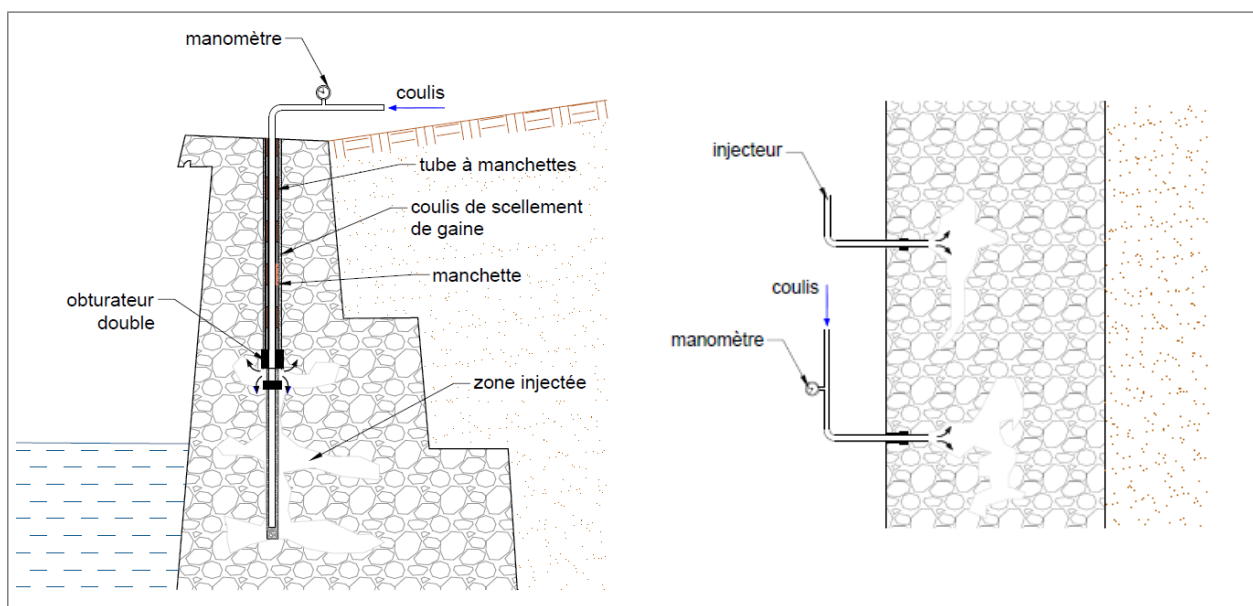 manomètre
coulis
tube à manchettes
coulis de scellement
de gaine
manchette
obturateur
double
zone injectée
injecteur
coulis
manomètre